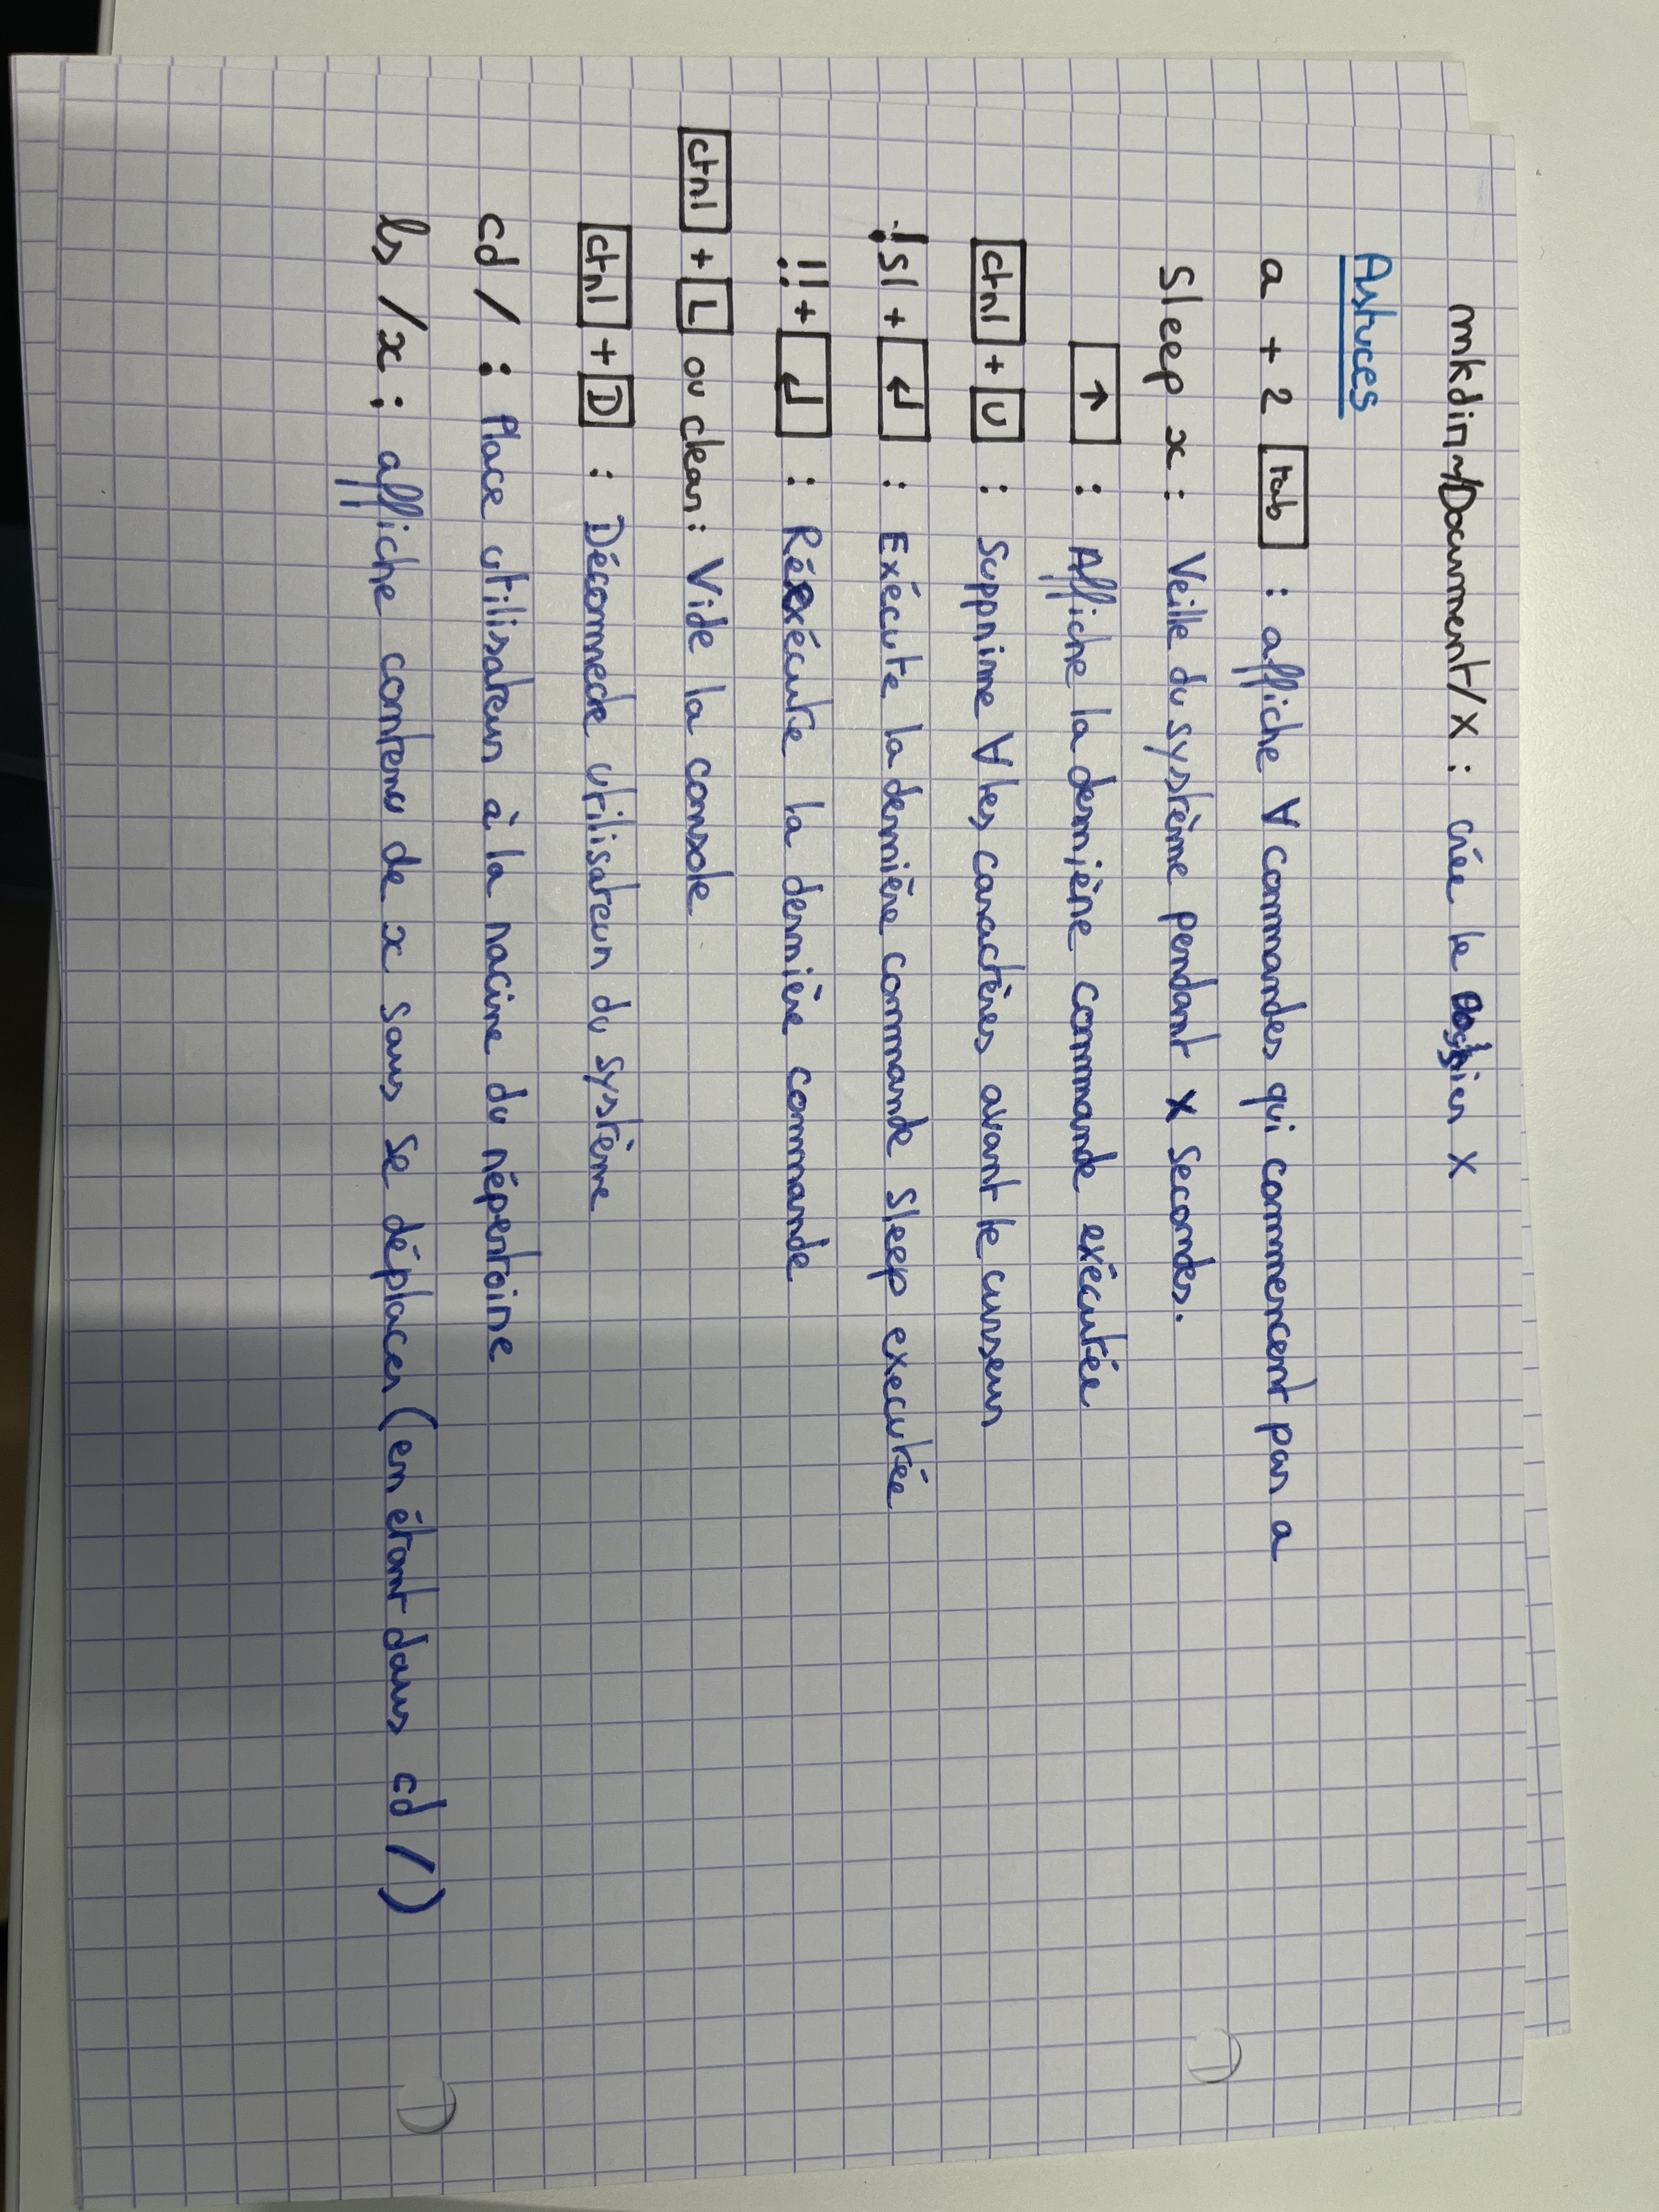 mkdir ~/Document/X : crée le dossier X
Astuces
a + 2 Tab : affiche ∀ commandes qui commencent par a
Sleep x : Veille du système pendant x secondes.
↑ : Affiche la dernière commande exécutée
ctrl + U : Supprime ∀ les caractères avant le curseur
!sl + ↵ : Exécute la dernière commande sleep executée
!! + ↵ : Réexécute la dernière commande
ctrl + L ou clear : Vide la console
ctrl + D : Déconnecte utilisateur du système
cd / : Place utilisateur à la racine du répertoire
ls /x : affiche contenu de x sans se déplacer (en étant dans cd /)